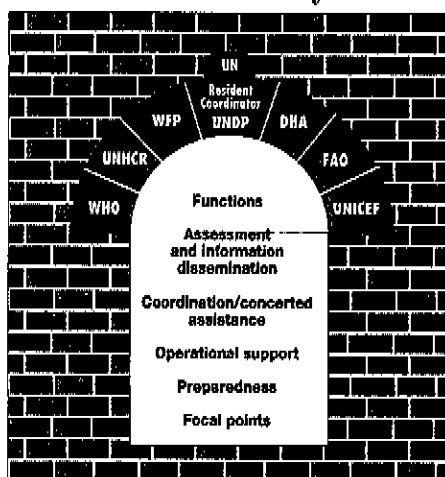 UN
Resident
Coordinator
UNDP
WFP
DHA
UNHCR
FAO
WHO
UNICEF
Functions
Assessment
and information
dissemination
Coordination/concerted
assistance
Operational support
Preparedness
Focal points